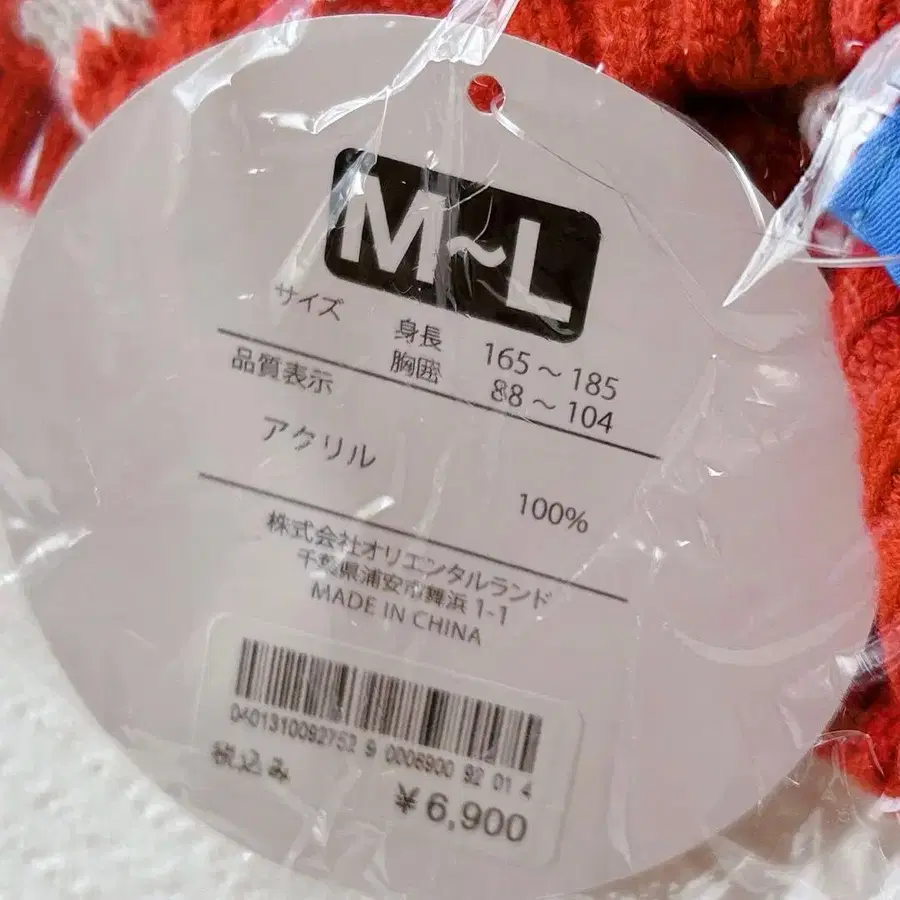 M~L
サイズ 身長 165～185
胸囲 88～104
品質表示
アクリル 100%
株式会社オリエンタルランド
千葉県浦安市舞浜 1-1
MADE IN CHINA
0401310092752 9 0006900 92 01 4
税込み
¥6,900